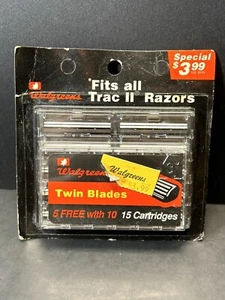 Special
$3.99
Walgreens
*Fits all
Trac II Razors
Walgreens
Walgreens
Twin Blades
5 FREE with 10 15 Cartridges